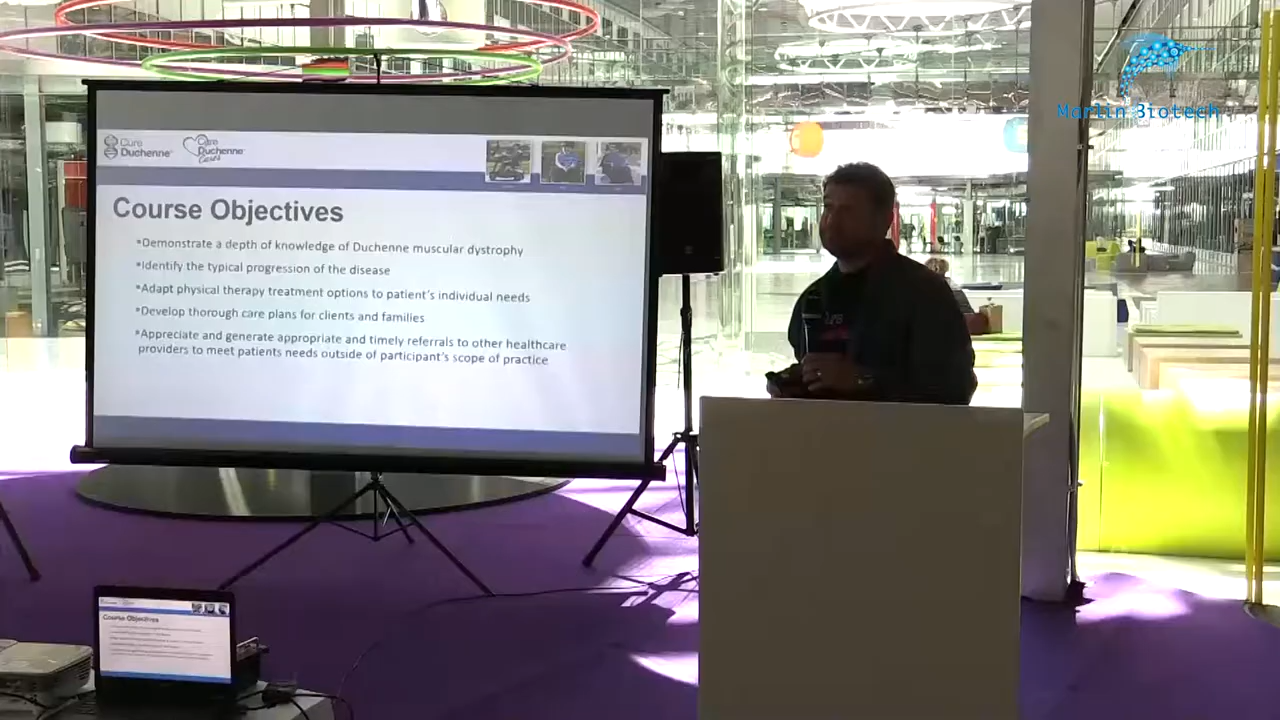 Cure
Duchenne
Cure
Duchenne
Cares
Marlin Biotech
Course Objectives
Demonstrate a depth of knowledge of Duchenne muscular dystrophy
Identify the typical progression of the disease
Adapt physical therapy treatment options to patient's individual needs
Develop thorough care plans for clients and families
Appreciate and generate appropriate and timely referrals to other healthcare
providers to meet patients needs outside of participant's scope of practice
Course Objectives